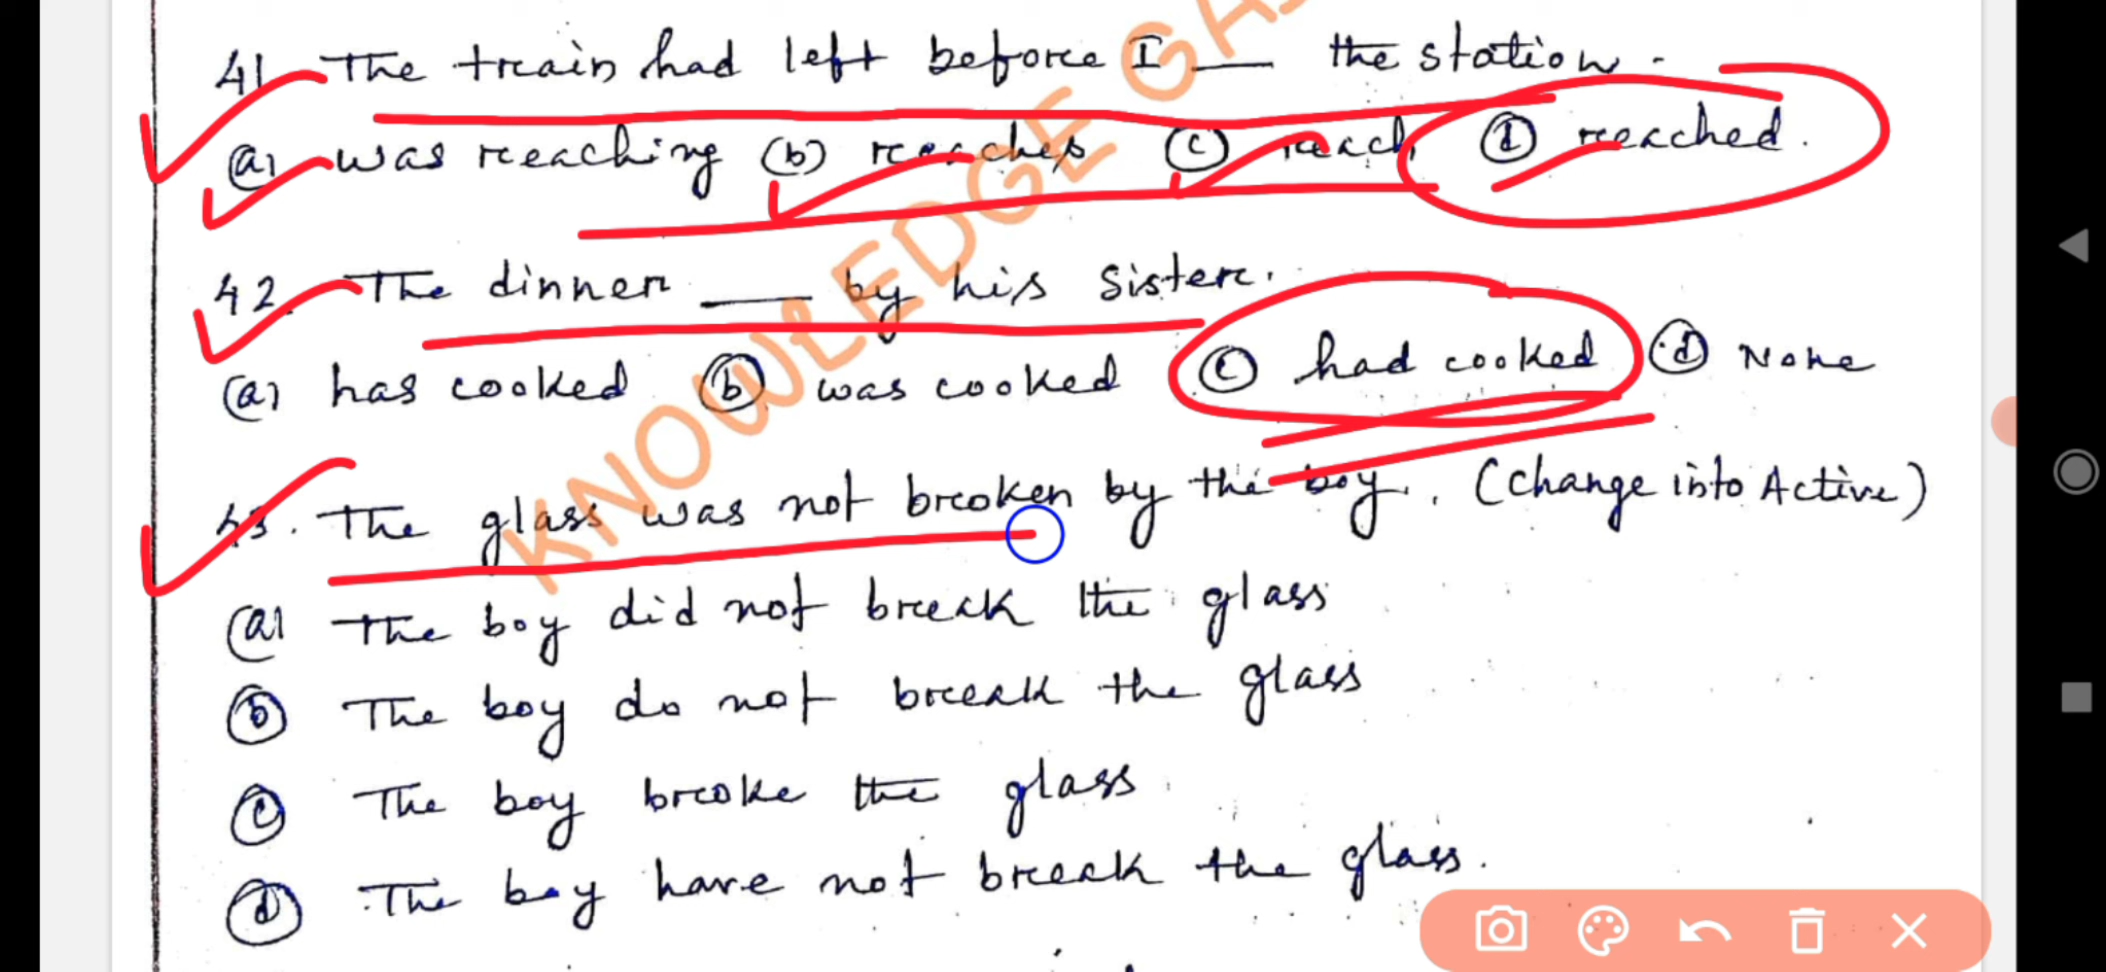 41. The train had left before I ___ the station.
(a) was reaching (b) reaches (c) reach (d) reached.
42. The dinner ___ by his sister.
(a) has cooked (b) was cooked (c) had cooked (d) None
43. The glass was not broken by the boy. (Change into Active)
(a) The boy did not break the glass
(b) The boy do not break the glass
(c) The boy broke the glass.
(d) The boy have not break the glass.
KNOWLEDGE GA